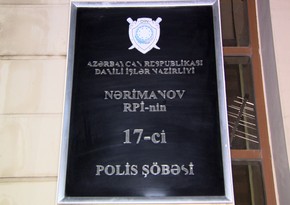 AZƏRBAYCAN RESPUBLİKASI
DAXİLİ İŞLƏR NAZİRLİYİ
NƏRİMANOV
RPİ-nin
17-ci
POLİS ŞÖBƏSİ